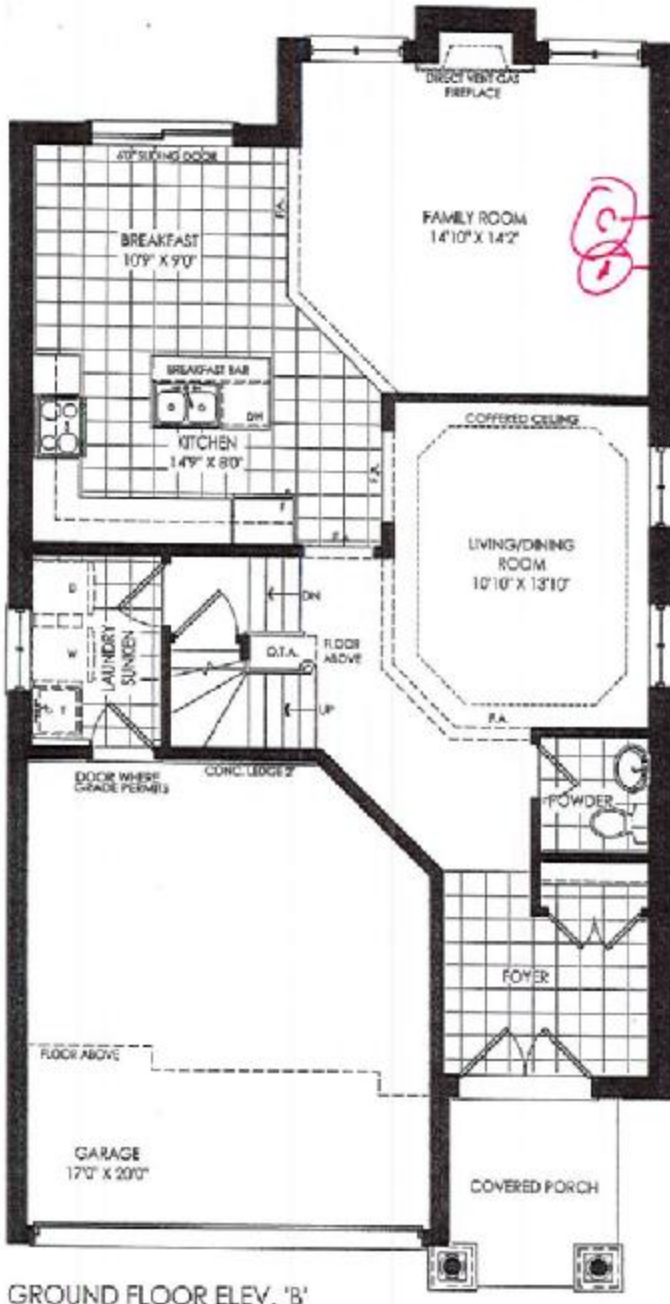 DIRECT VENT GAS
FIREPLACE
6'0" SLIDING DOOR
F.A.
FAMILY ROOM
14'10" X 14'2"
BREAKFAST
10'9" X 9'0"
BREAKFAST BAR
DW
KITCHEN
14'9" X 8'0"
F
F.A.
F.A.
COFFERED CEILING
LIVING/DINING
ROOM
10'10" X 13'10"
F.A.
D
W
LAUNDRY
SUNKEN
T
DN
O.T.A.
FLOOR
ABOVE
UP
DOOR WHERE
GRADE PERMITS
CONC. LEDGE 2"
POWDER
FOYER
FLOOR ABOVE
GARAGE
17'0" X 20'0"
COVERED PORCH
GROUND FLOOR ELEV. 'B'